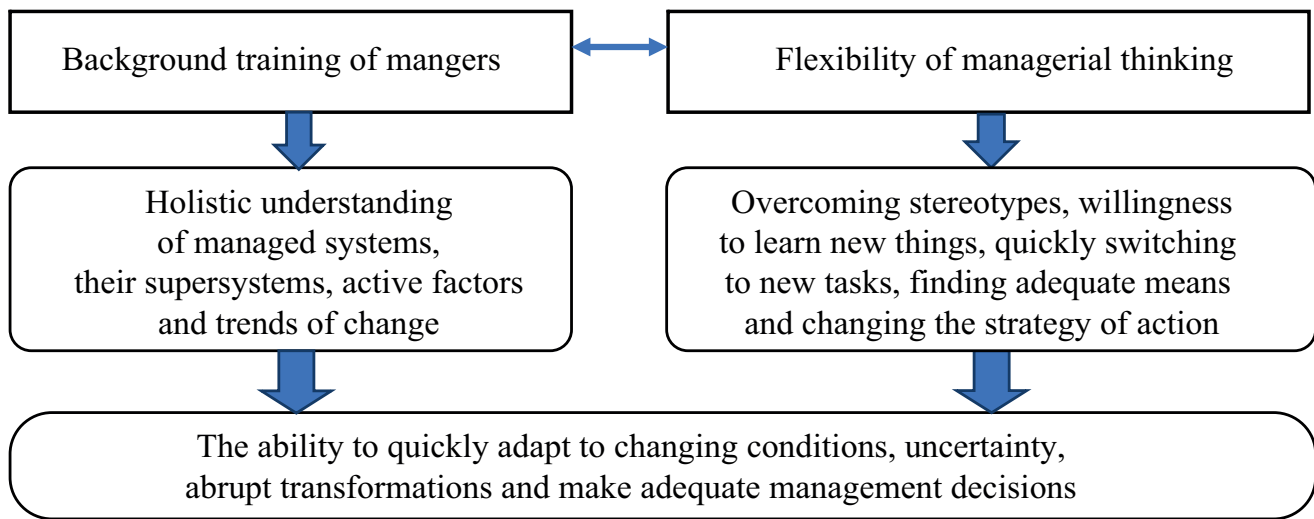 Background training of mangers
Flexibility of managerial thinking
Holistic understanding
of managed systems,
their supersystems, active factors
and trends of change
Overcoming stereotypes, willingness
to learn new things, quickly switching
to new tasks, finding adequate means
and changing the strategy of action
The ability to quickly adapt to changing conditions, uncertainty,
abrupt transformations and make adequate management decisions